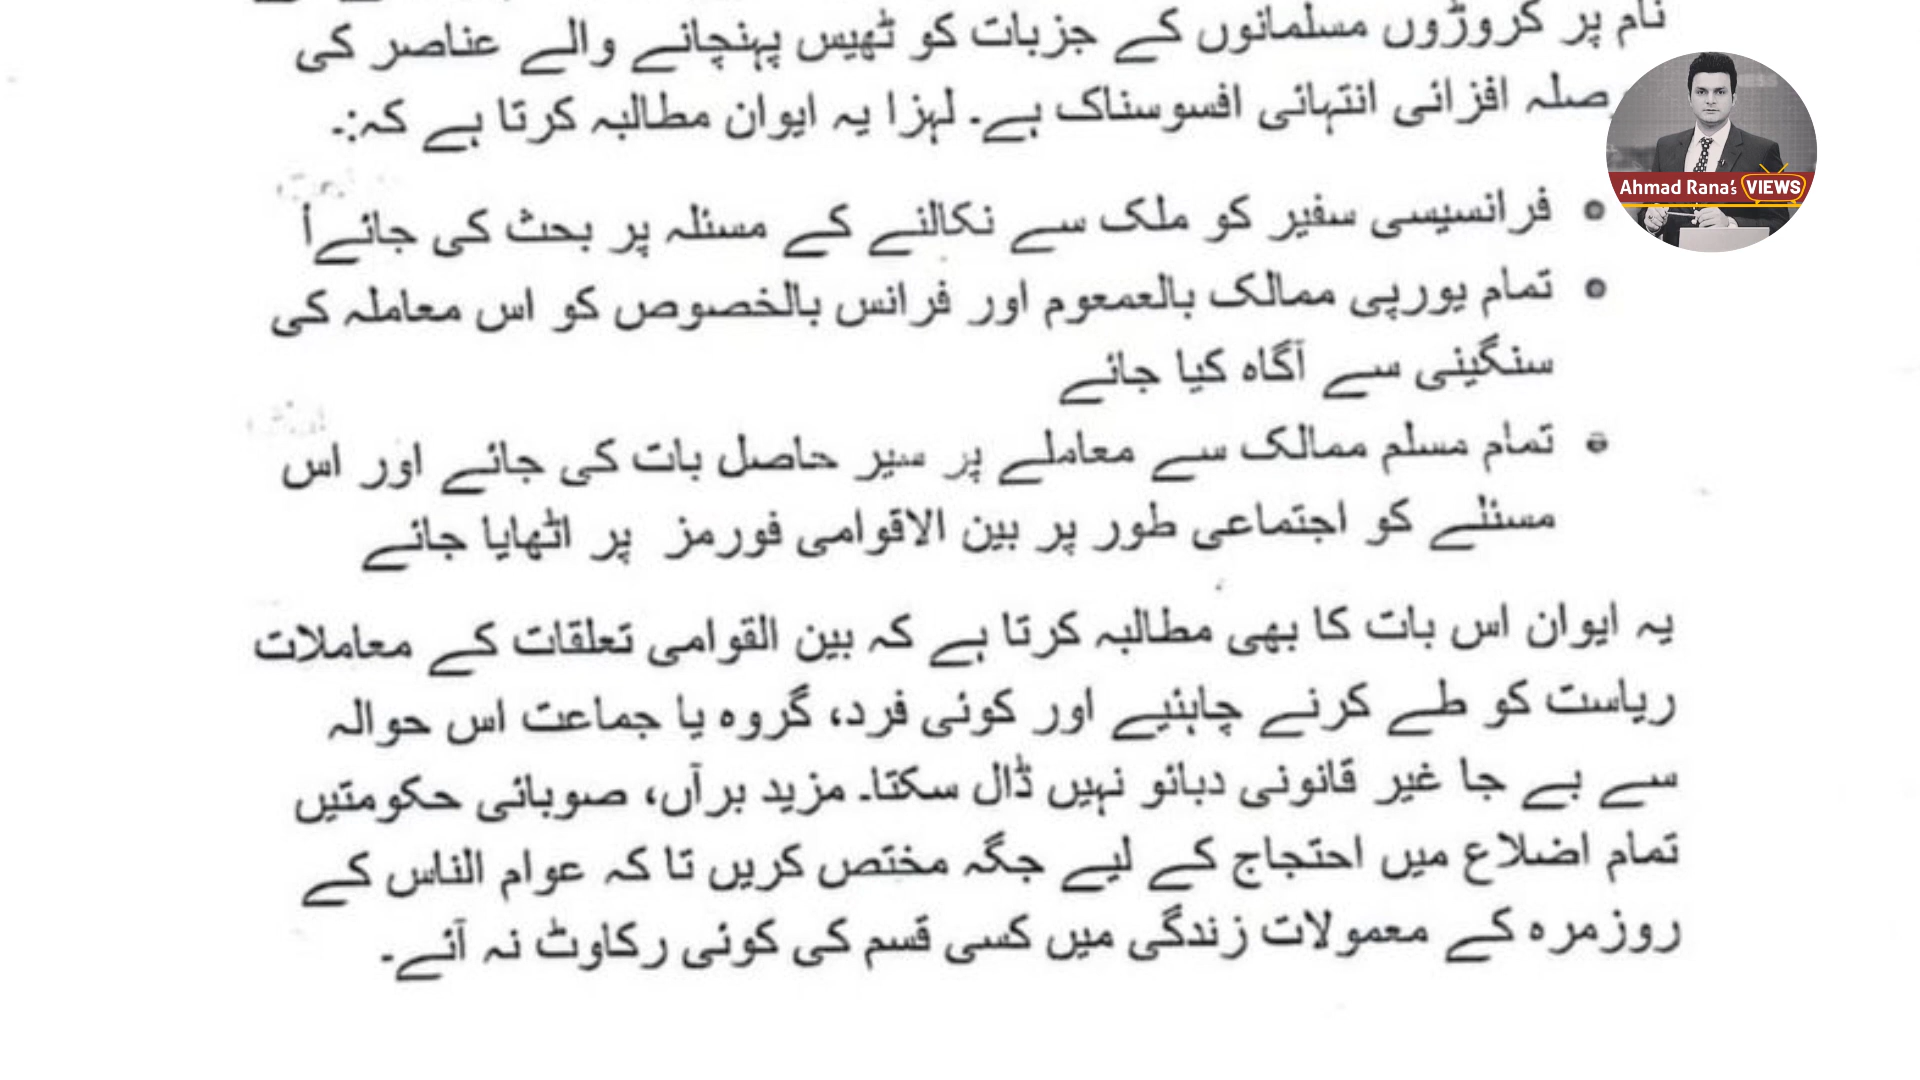 نام پر کروڑوں مسلمانوں کے جزبات کو ٹھیس پہنچانے والے عناصر کی
صلہ افزائی انتہائی افسوسناک ہے۔ لہزا یہ ایوان مطالبہ کرتا ہے کہ:۔
Ahmad Rana's VIEWS
• فرانسیسی سفیر کو ملک سے نکالنے کے مسئلہ پر بحث کی جائے
• تمام یورپی ممالک بالعمعوم اور فرانس بالخصوص کو اس معاملہ کی
سنگینی سے آگاہ کیا جائے
• تمام مسلم ممالک سے معاملے پر سیر حاصل بات کی جائے اور اس
مسئلے کو اجتماعی طور پر بین الاقوامی فورمز پر اٹھایا جائے
یہ ایوان اس بات کا بھی مطالبہ کرتا ہے کہ بین القوامی تعلقات کے معاملات
ریاست کو طے کرنے چاہئیے اور کوئی فرد، گروہ یا جماعت اس حوالہ
سے بے جا غیر قانونی دبائو نہیں ڈال سکتا۔ مزید برآں، صوبائی حکومتیں
تمام اضلاع میں احتجاج کے لیے جگہ مختص کریں تا کہ عوام الناس کے
روزمرہ کے معمولات زندگی میں کسی قسم کی کوئی رکاوٹ نہ آئے۔